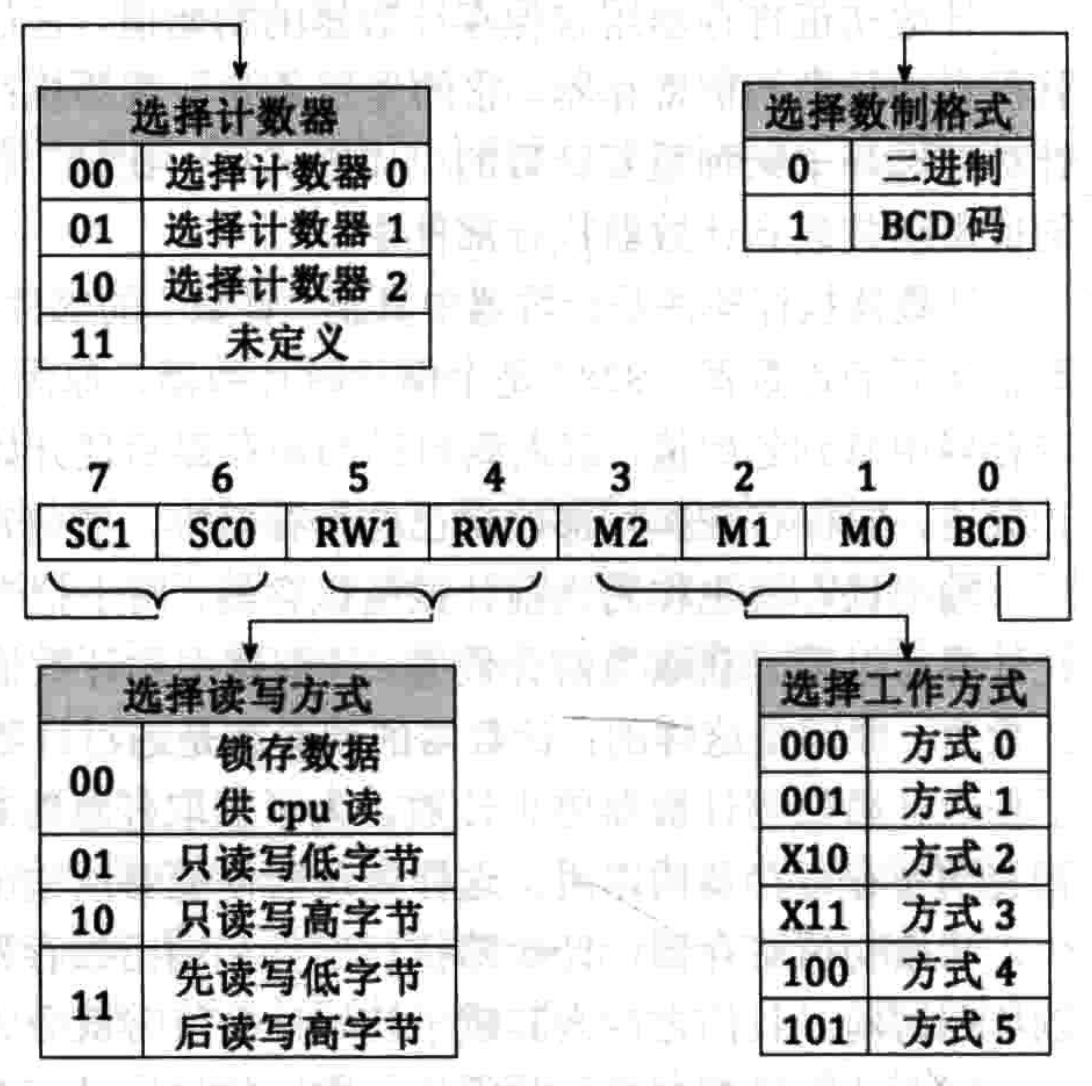 选择计数器
00 选择计数器 0
01 选择计数器 1
10 选择计数器 2
11 未定义
选择数制格式
0 二进制
1 BCD 码
7 6 5 4 3 2 1 0
SC1 SC0 RW1 RW0 M2 M1 M0 BCD
选择读写方式
00 锁存数据
供 cpu 读
01 只读写低字节
10 只读写高字节
11 先读写低字节
后读写高字节
选择工作方式
000 方式 0
001 方式 1
X10 方式 2
X11 方式 3
100 方式 4
101 方式 5